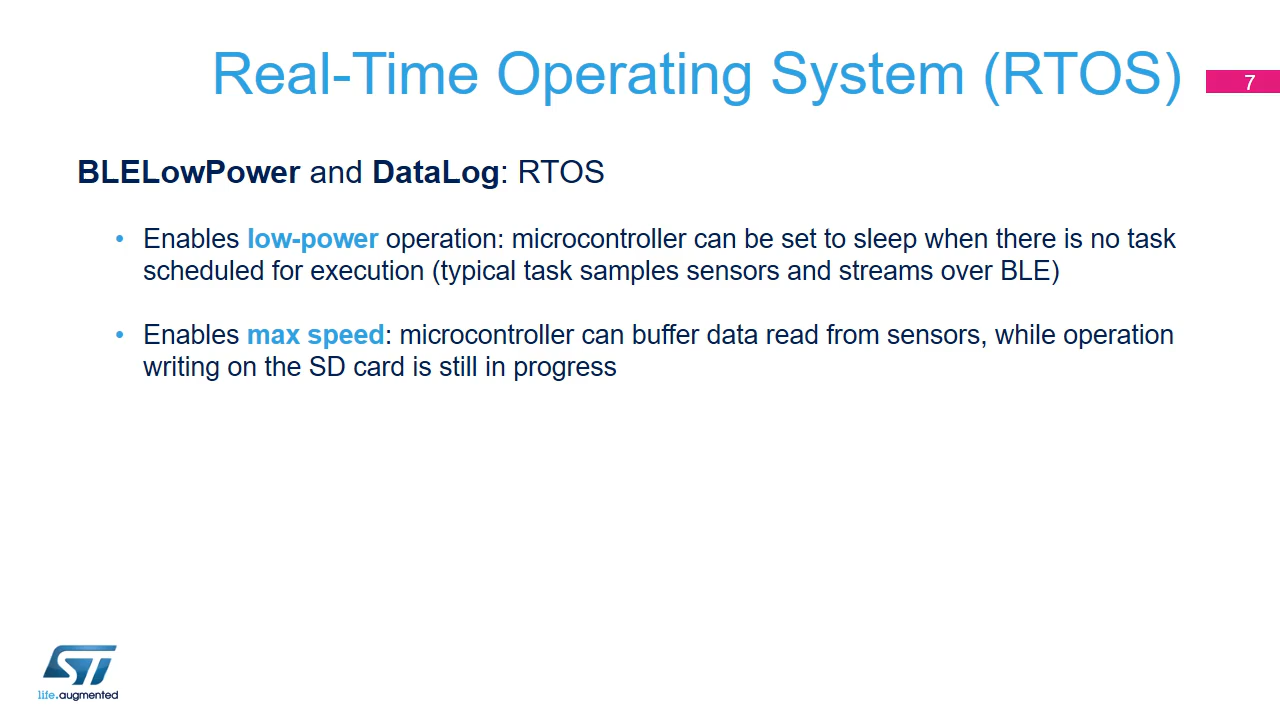 Real-Time Operating System (RTOS)
7
BLELowPower and DataLog: RTOS
• Enables low-power operation: microcontroller can be set to sleep when there is no task
scheduled for execution (typical task samples sensors and streams over BLE)
• Enables max speed: microcontroller can buffer data read from sensors, while operation
writing on the SD card is still in progress
ST
life.augmented